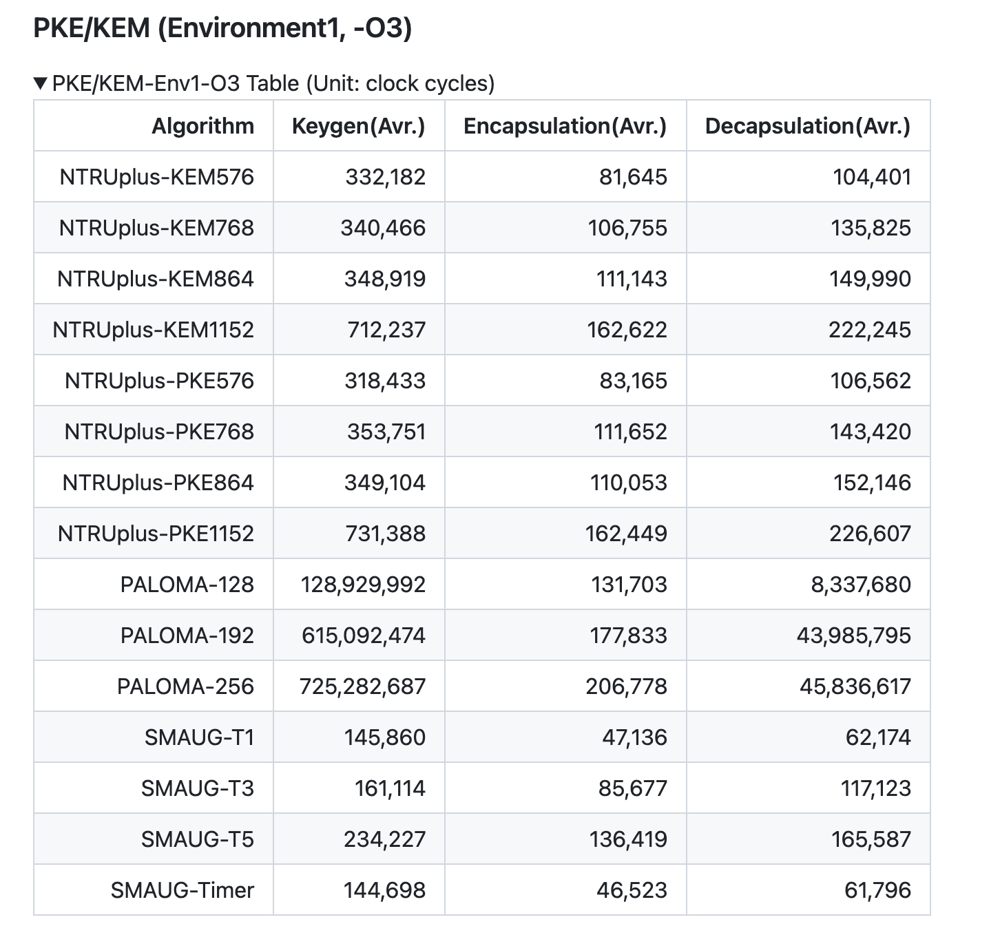 PKE/KEM (Environment1, -O3)
▼ PKE/KEM-Env1-O3 Table (Unit: clock cycles)
Algorithm Keygen(Avr.) Encapsulation(Avr.) Decapsulation(Avr.)
NTRUplus-KEM576 332,182 81,645 104,401
NTRUplus-KEM768 340,466 106,755 135,825
NTRUplus-KEM864 348,919 111,143 149,990
NTRUplus-KEM1152 712,237 162,622 222,245
NTRUplus-PKE576 318,433 83,165 106,562
NTRUplus-PKE768 353,751 111,652 143,420
NTRUplus-PKE864 349,104 110,053 152,146
NTRUplus-PKE1152 731,388 162,449 226,607
PALOMA-128 128,929,992 131,703 8,337,680
PALOMA-192 615,092,474 177,833 43,985,795
PALOMA-256 725,282,687 206,778 45,836,617
SMAUG-T1 145,860 47,136 62,174
SMAUG-T3 161,114 85,677 117,123
SMAUG-T5 234,227 136,419 165,587
SMAUG-Timer 144,698 46,523 61,796